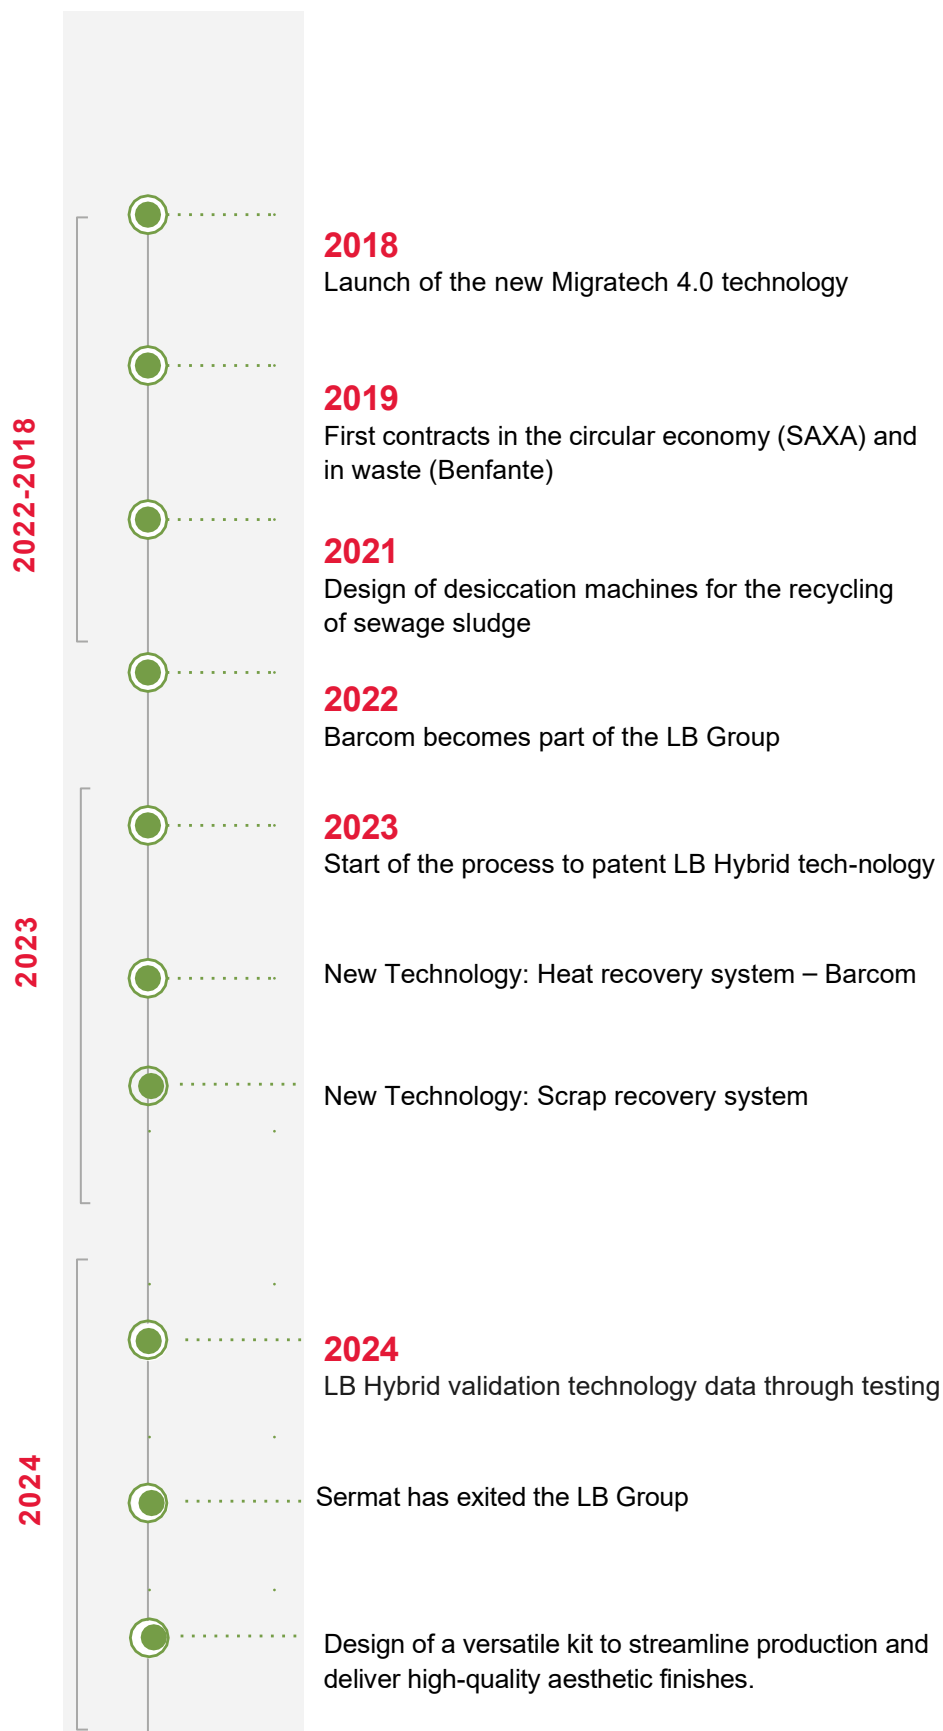 2022-2018
2018
Launch of the new Migratech 4.0 technology
2019
First contracts in the circular economy (SAXA) and
in waste (Benfante)
2021
Design of desiccation machines for the recycling
of sewage sludge
2022
Barcom becomes part of the LB Group
2023
2023
Start of the process to patent LB Hybrid tech-nology
New Technology: Heat recovery system – Barcom
New Technology: Scrap recovery system
2024
2024
LB Hybrid validation technology data through testing
Sermat has exited the LB Group
Design of a versatile kit to streamline production and
deliver high-quality aesthetic finishes.